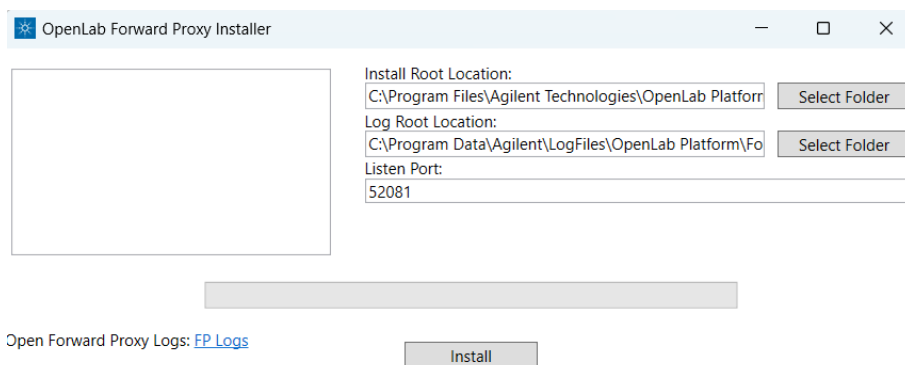 OpenLab Forward Proxy Installer
Install Root Location:
C:\Program Files\Agilent Technologies\OpenLab Platforr
Select Folder
Log Root Location:
C:\Program Data\Agilent\LogFiles\OpenLab Platform\Fo
Select Folder
Listen Port:
52081
Open Forward Proxy Logs: FP Logs
Install